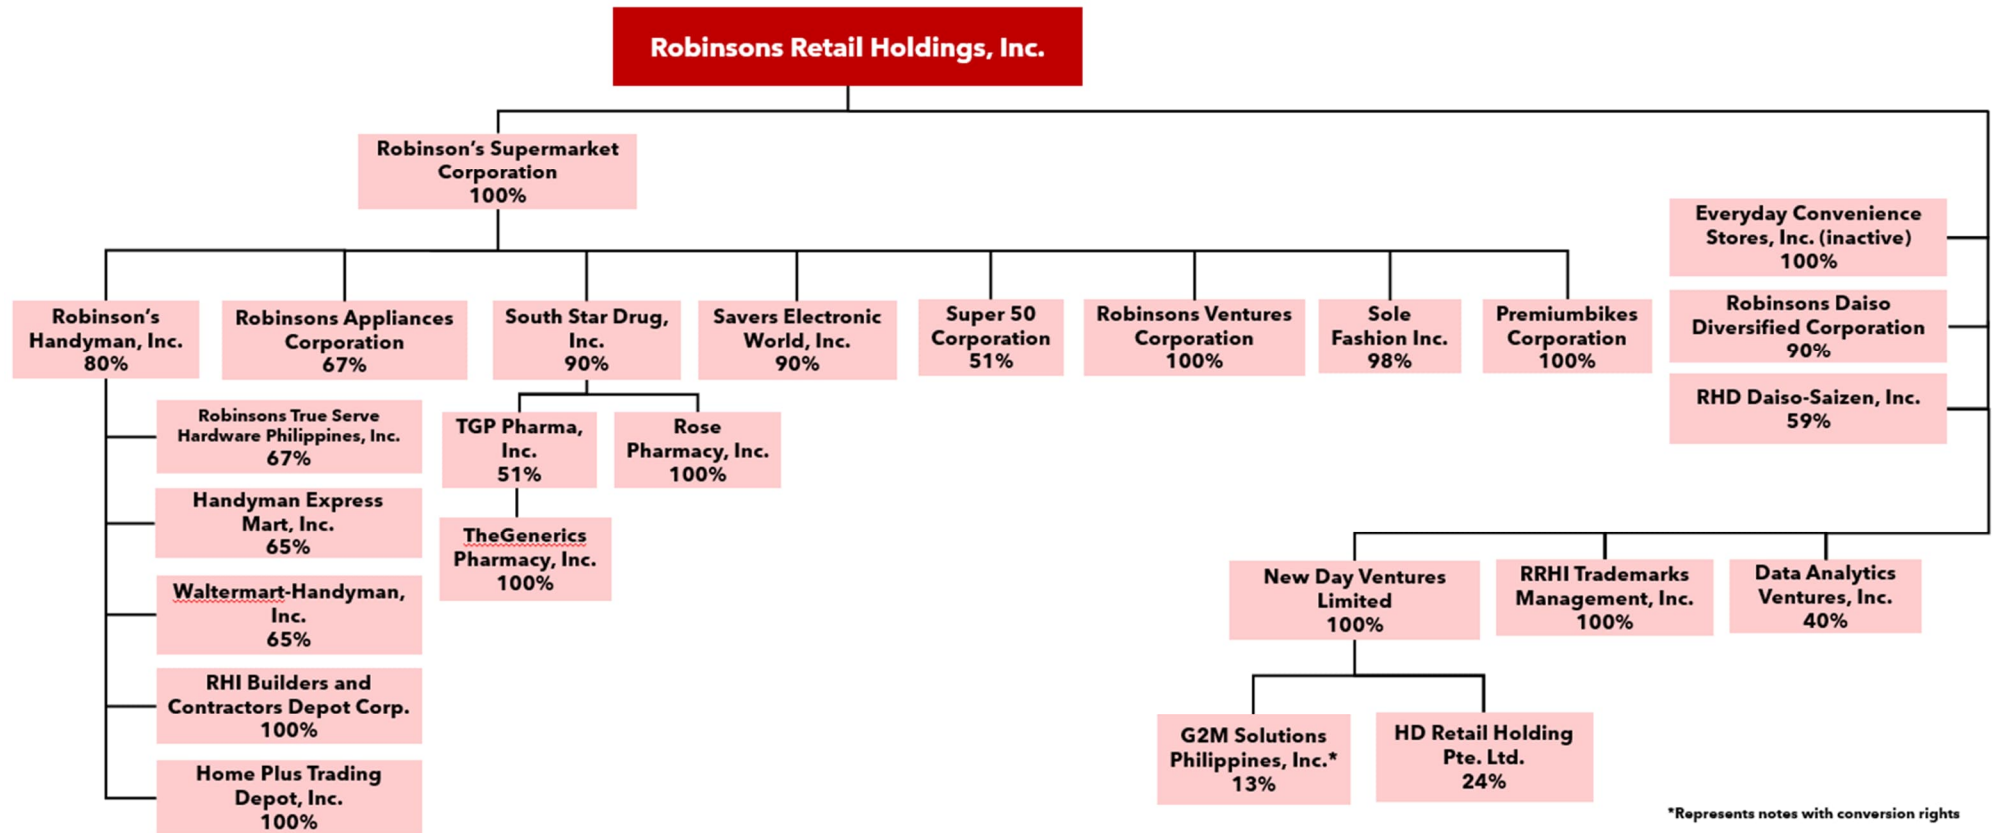 Robinsons Retail Holdings, Inc.
Robinson’s Supermarket
Corporation
100%
Everyday Convenience
Stores, Inc. (inactive)
100%
Robinsons Daiso
Diversified Corporation
90%
RHD Daiso-Saizen, Inc.
59%
Robinson’s
Handyman, Inc.
80%
Robinsons Appliances
Corporation
67%
South Star Drug,
Inc.
90%
Savers Electronic
World, Inc.
90%
Super 50
Corporation
51%
Robinsons Ventures
Corporation
100%
Sole
Fashion Inc.
98%
Premiumbikes
Corporation
100%
Robinsons True Serve
Hardware Philippines, Inc.
67%
Handyman Express
Mart, Inc.
65%
Waltermart-Handyman,
Inc.
65%
RHI Builders and
Contractors Depot Corp.
100%
Home Plus Trading
Depot, Inc.
100%
TGP Pharma,
Inc.
51%
Rose
Pharmacy, Inc.
100%
TheGenerics
Pharmacy, Inc.
100%
New Day Ventures
Limited
100%
RRHI Trademarks
Management, Inc.
100%
Data Analytics
Ventures, Inc.
40%
G2M Solutions
Philippines, Inc.*
13%
HD Retail Holding
Pte. Ltd.
24%
*Represents notes with conversion rights